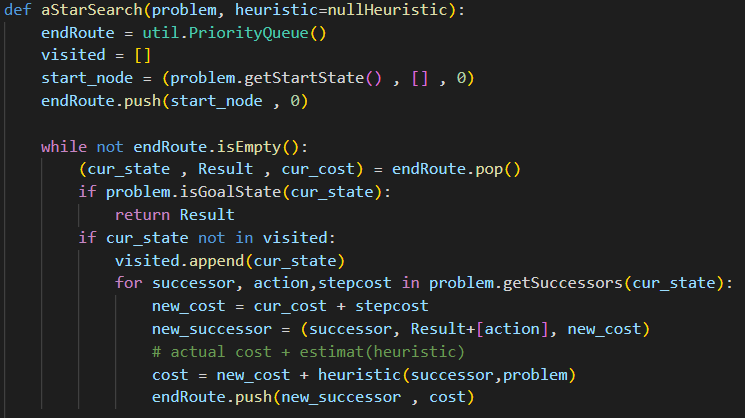 def aStarSearch(problem, heuristic=nullHeuristic):
    endRoute = util.PriorityQueue()
    visited = []
    start_node = (problem.getStartState() , [] , 0)
    endRoute.push(start_node , 0)

    while not endRoute.isEmpty():
        (cur_state , Result , cur_cost) = endRoute.pop()
        if problem.isGoalState(cur_state):
            return Result
        if cur_state not in visited:
            visited.append(cur_state)
            for successor, action,stepcost in problem.getSuccessors(cur_state):
                new_cost = cur_cost + stepcost
                new_successor = (successor, Result+[action], new_cost)
                # actual cost + estimat(heuristic)
                cost = new_cost + heuristic(successor,problem)
                endRoute.push(new_successor , cost)